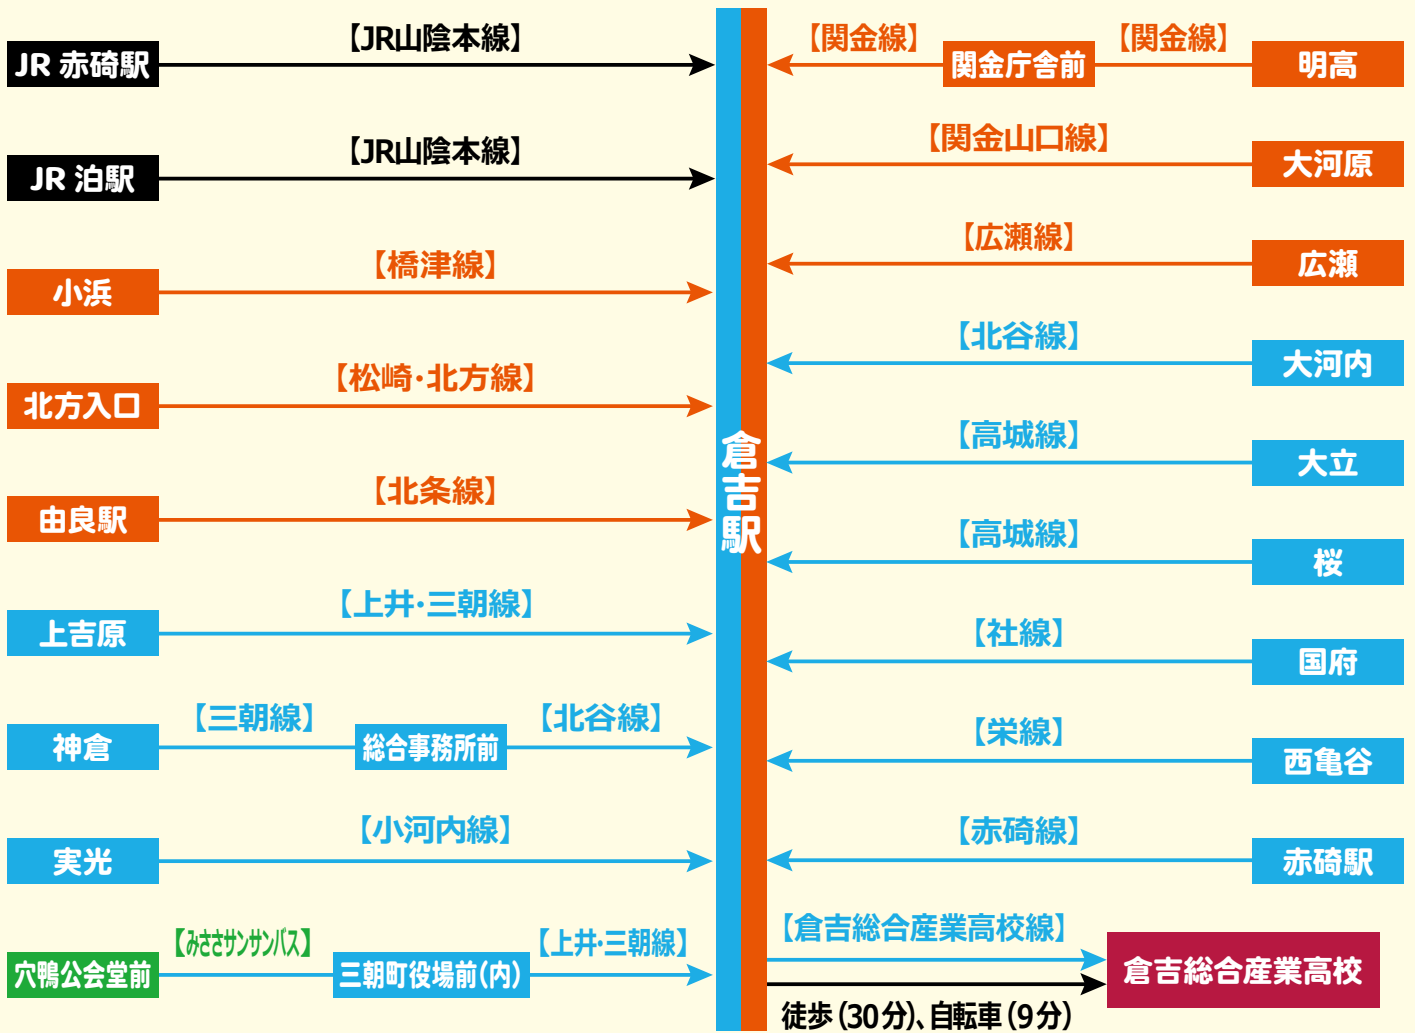 【JR山陰本線】
JR 赤碕駅
【JR山陰本線】
JR 泊駅
【橋津線】
小浜
【松崎・北方線】
北方入口
【北条線】
由良駅
【上井・三朝線】
上吉原
【三朝線】
【北谷線】
神倉
総合事務所前
【小河内線】
実光
【みささサンサンバス】
【上井・三朝線】
穴鴨公会堂前
三朝町役場前(内)
倉吉駅
【関金線】
【関金線】
関金庁舎前
明高
【関金山口線】
大河原
【広瀬線】
広瀬
【北谷線】
大河内
【高城線】
大立
【高城線】
桜
【社線】
国府
【栄線】
西亀谷
【赤碕線】
赤碕駅
【倉吉総合産業高校線】
倉吉総合産業高校
徒歩(30分)、自転車(9分)